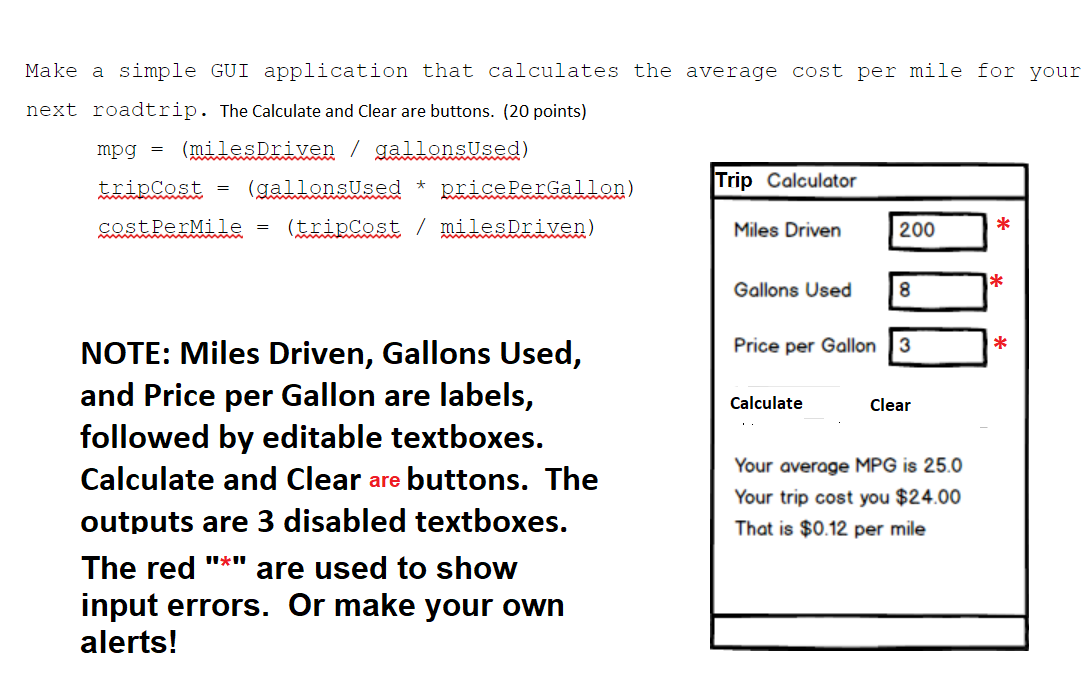 Make a simple GUI application that calculates the average cost per mile for your
next roadtrip. The Calculate and Clear are buttons. (20 points)
mpg = (milesDriven / gallonsUsed)
tripCost = (gallonsUsed * pricePerGallon)
costPerMile = (tripCost / milesDriven)
NOTE: Miles Driven, Gallons Used,
and Price per Gallon are labels,
followed by editable textboxes.
Calculate and Clear are buttons. The
outputs are 3 disabled textboxes.
The red "*" are used to show
input errors. Or make your own
alerts!
Trip Calculator
Miles Driven 200 *
Gallons Used 8 *
Price per Gallon 3 *
Calculate Clear
Your average MPG is 25.0
Your trip cost you $24.00
That is $0.12 per mile